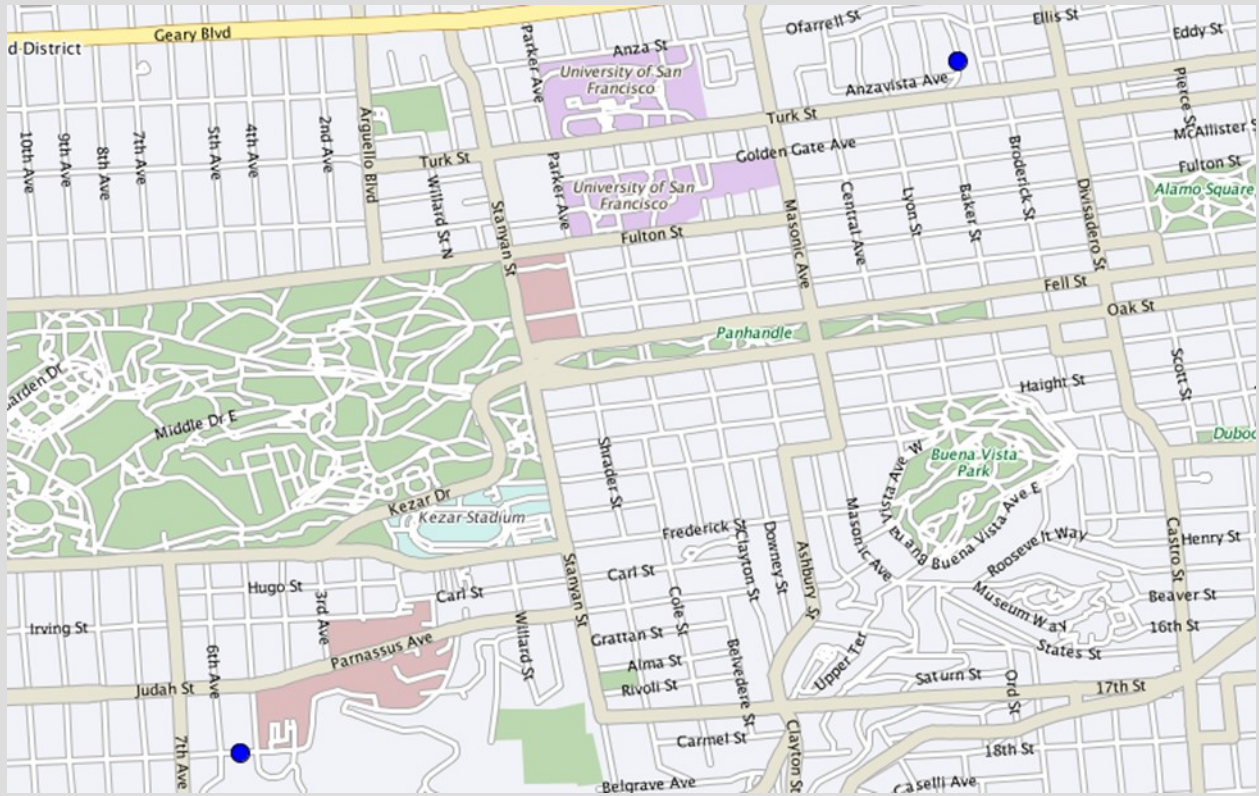 Ofarrell St
Ellis St
Geary Blvd
Eddy St
d District
Anza St
Parker Ave
University of San
Francisco
Anzavista Ave
Pierce St
Turk St
Arguello Blvd
McAllister S
10th Ave
9th Ave
8th Ave
7th Ave
5th Ave
4th Ave
2nd Ave
Turk St
Golden Gate Ave
Broderick St
Fulton St
Parker Ave
University of San
Francisco
Alamo Square
Willard St N
Stanyan St
Masonic Ave
Central Ave
Lyon St
Baker St
Divisadero St
Fulton St
Fell St
Oak St
Panhandle
Scott St
Garden Dr
Haight St
Middle Dr E
Duboc
Buena Vista
Park
Shrader St
Kezar Dr
Kezar Stadium
Buena Vista Ave W
Buena Vista Ave E
Masonic Ave
Frederick St
Clayton St
Downey St
Ashbury St
Roosevelt Way
Castro St
Henry St
Stanyan St
Carl St
Hugo St
Carl St
3rd Ave
Cole St
Museum Way
Beaver St
Irving St
Willard St
Grattan St
16th St
Parnassus Ave
Belvedere St
Upper Ter
States St
6th Ave
Alma St
Saturn St
Ord St
Judah St
Rivoli St
17th St
7th Ave
Carmel St
Clayton St
18th St
Belgrave Ave
Caselli Ave